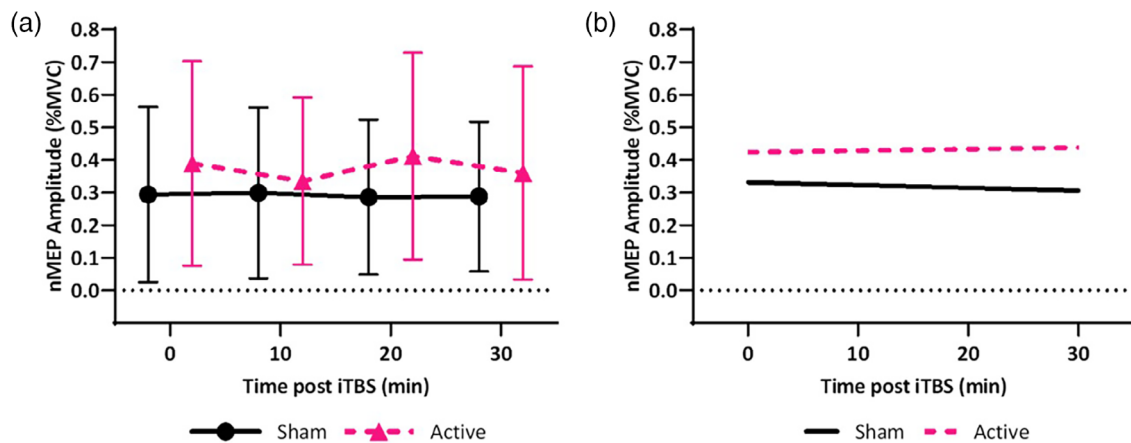 (a)
nMEP Amplitude (%MVC)
0.8
0.7
0.6
0.5
0.4
0.3
0.2
0.1
0.0
0 10 20 30
Time post iTBS (min)
Sham Active
(b)
nMEP Amplitude (%MVC)
0.8
0.7
0.6
0.5
0.4
0.3
0.2
0.1
0.0
0 10 20 30
Time post iTBS (min)
Sham Active